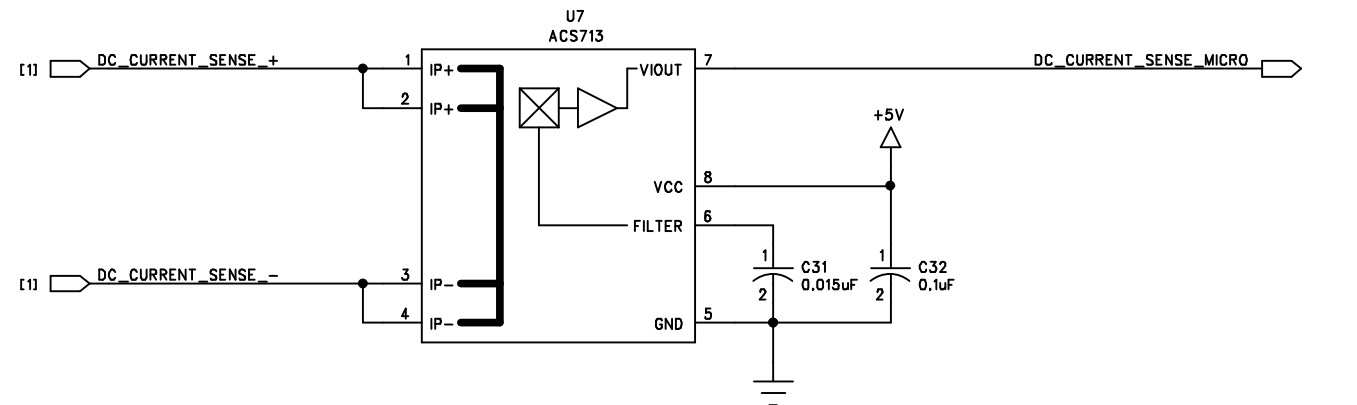 U7
ACS713
[1] DC_CURRENT_SENSE_+ 1 IP+ VIOUT 7 DC_CURRENT_SENSE_MICRO
2 IP+
+5V
VCC 8
FILTER 6
1 C31 1 C32
[1] DC_CURRENT_SENSE_- 3 IP- 2 0.015uF 2 0.1uF
4 IP- GND 5